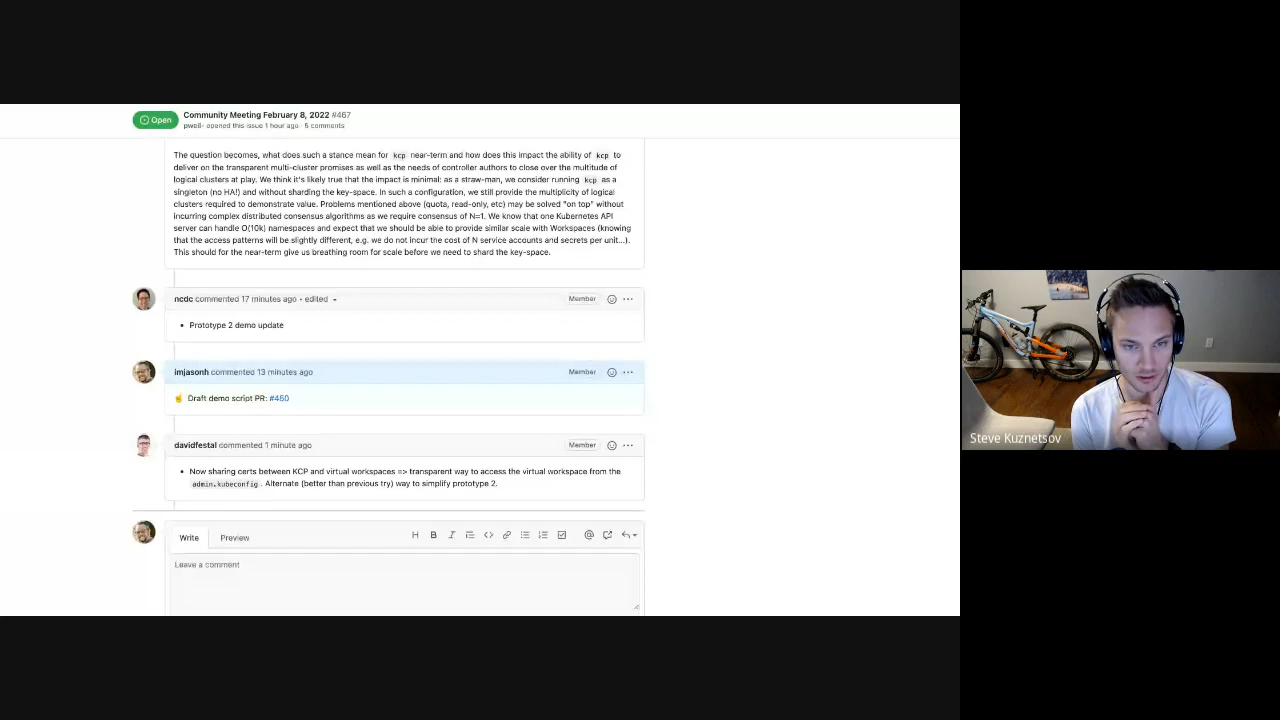 Open
Community Meeting February 8, 2022 #467
pweil- opened this issue 1 hour ago · 5 comments
The question becomes, what does such a stance mean for kcp near-term and how does this impact the ability of kcp to
deliver on the transparent multi-cluster promises as well as the needs of controller authors to close over the multitude of
logical clusters at play. We think it's likely true that the impact is minimal: as a straw-man, we consider running kcp as a
singleton (no HA!) and without sharding the key-space. In such a configuration, we still provide the multiplicity of logical
clusters required to demonstrate value. Problems mentioned above (quota, read-only, etc) may be solved "on top" without
incurring complex distributed consensus algorithms as we require consensus of N=1. We know that one Kubernetes API
server can handle O(10k) namespaces and expect that we should be able to provide similar scale with Workspaces (knowing
that the access patterns will be slightly different, e.g. we do not incur the cost of N service accounts and secrets per unit...).
This should for the near-term give us breathing room for scale before we need to shard the key-space.
ncdc commented 17 minutes ago • edited
Member
• Prototype 2 demo update
imjasonh commented 13 minutes ago
Member
☝ Draft demo script PR: #460
davidfestal commented 1 minute ago
Member
• Now sharing certs between KCP and virtual workspaces => transparent way to access the virtual workspace from the
admin.kubeconfig. Alternate (better than previous try) way to simplify prototype 2.
Write
Preview
Leave a comment
Steve Kuznetsov